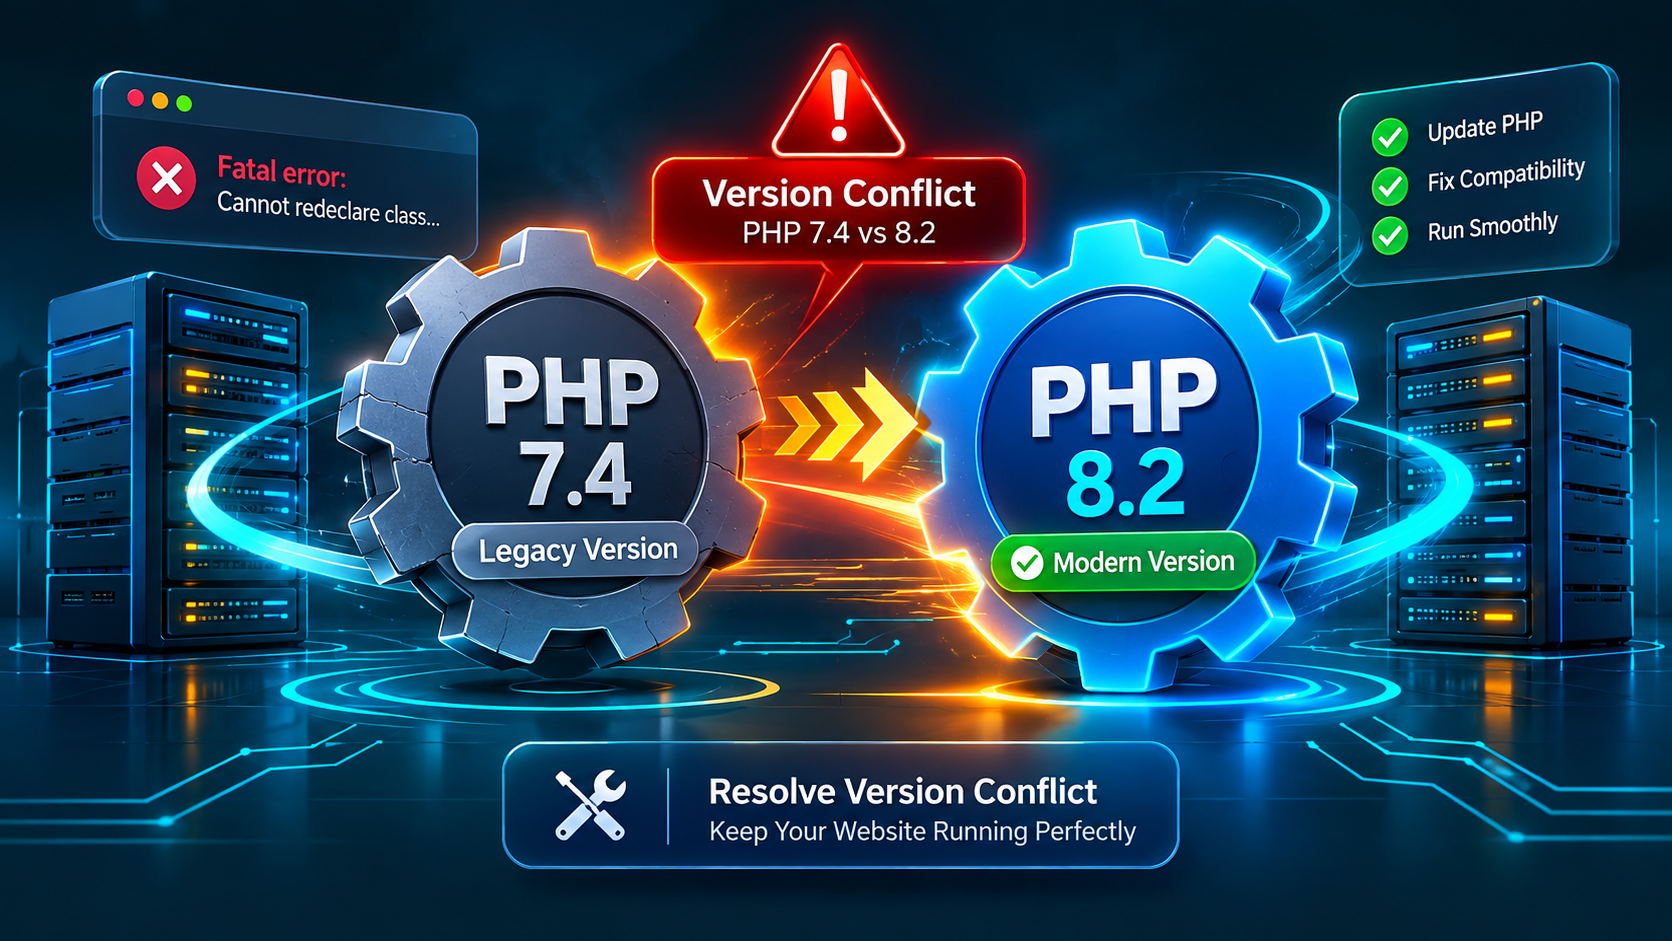 Fatal error:
Cannot redeclare class...
Version Conflict
PHP 7.4 vs 8.2
Update PHP
Fix Compatibility
Run Smoothly
PHP
7.4
Legacy Version
PHP
8.2
Modern Version
Resolve Version Conflict
Keep Your Website Running Perfectly